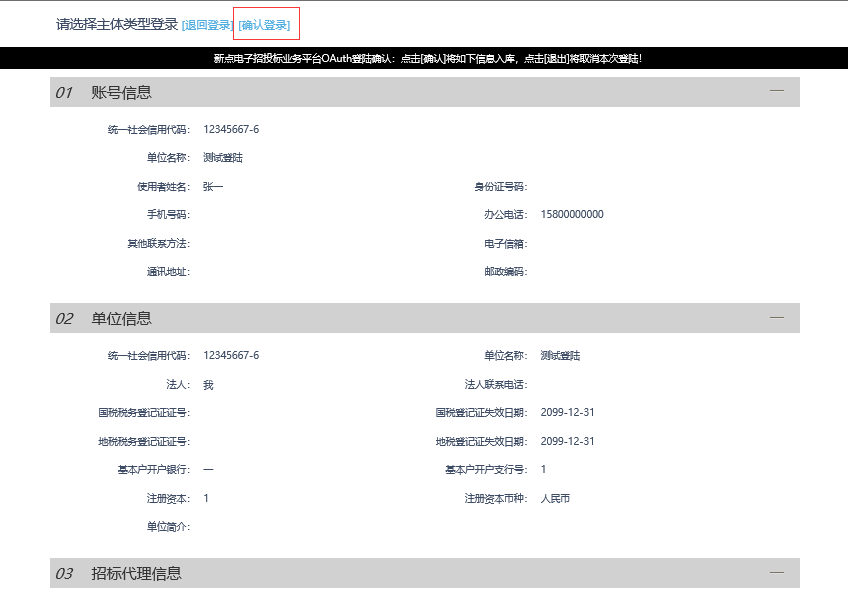 请选择主体类型登录 [退回登录] [确认登录]
新点电子招投标业务平台OAuth登陆确认：点击[确认]将如下信息入库，点击[退出]将取消本次登陆！
01 账号信息 —
统一社会信用代码： 12345667-6
单位名称： 测试登陆
使用者姓名： 张一 身份证号码：
手机号码： 办公电话： 15800000000
其他联系方法： 电子信箱：
通讯地址： 邮政编码：
02 单位信息 —
统一社会信用代码： 12345667-6 单位名称： 测试登陆
法人： 我 法人联系电话：
国税税务登记证证号： 国税登记证失效日期： 2099-12-31
地税税务登记证证号： 地税登记证失效日期： 2099-12-31
基本户开户银行： 一 基本户开户支行号： 1
注册资本： 1 注册资本币种： 人民币
单位简介：
03 招标代理信息 —